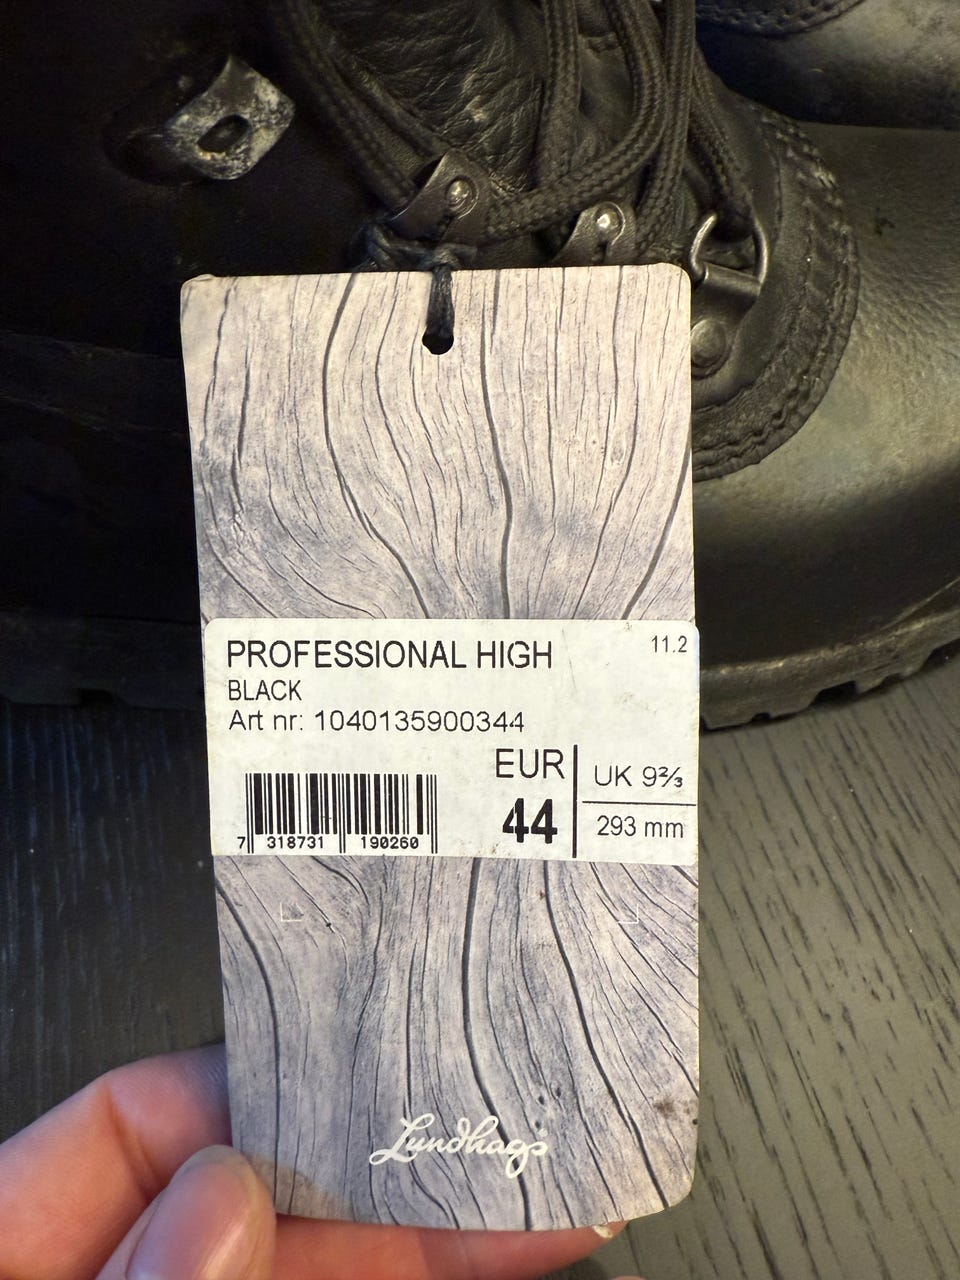 PROFESSIONAL HIGH
11.2
BLACK
Art nr: 1040135900344
EUR
44
UK 9⅔
293 mm
7 318731 190260
Lundhags